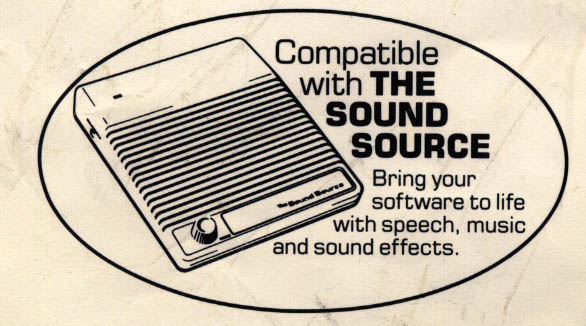 Compatible
with THE
SOUND
SOURCE
Bring your
software to life
with speech, music
and sound effects.
The Sound Source